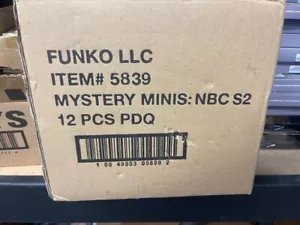 FUNKO LLC
ITEM# 5839
MYSTERY MINIS: NBC S2
12 PCS PDQ